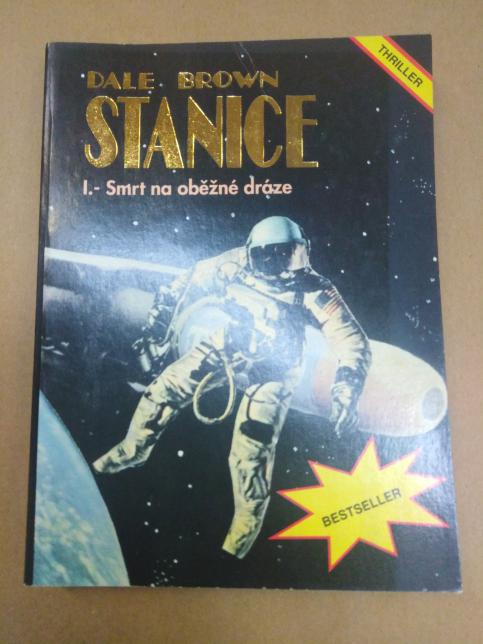 THRILLER
DALE BROWN
STANICE
I.- Smrt na oběžné dráze
BESTSELLER